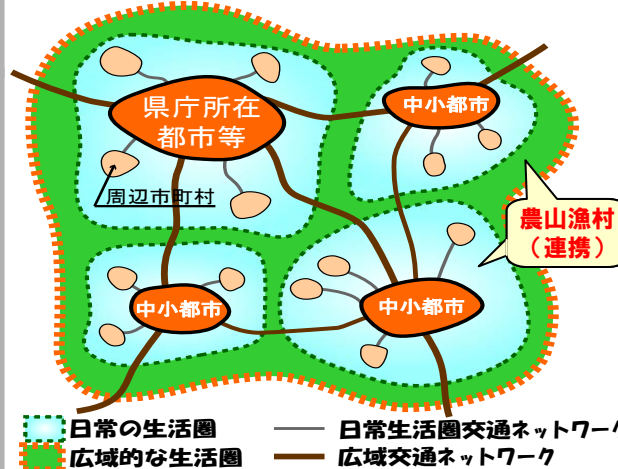 県庁所在
都市等
中小都市
周辺市町村
農山漁村
(連携)
中小都市
中小都市
日常の生活圏
日常生活圏交通ネットワーク
広域的な生活圏
広域交通ネットワーク